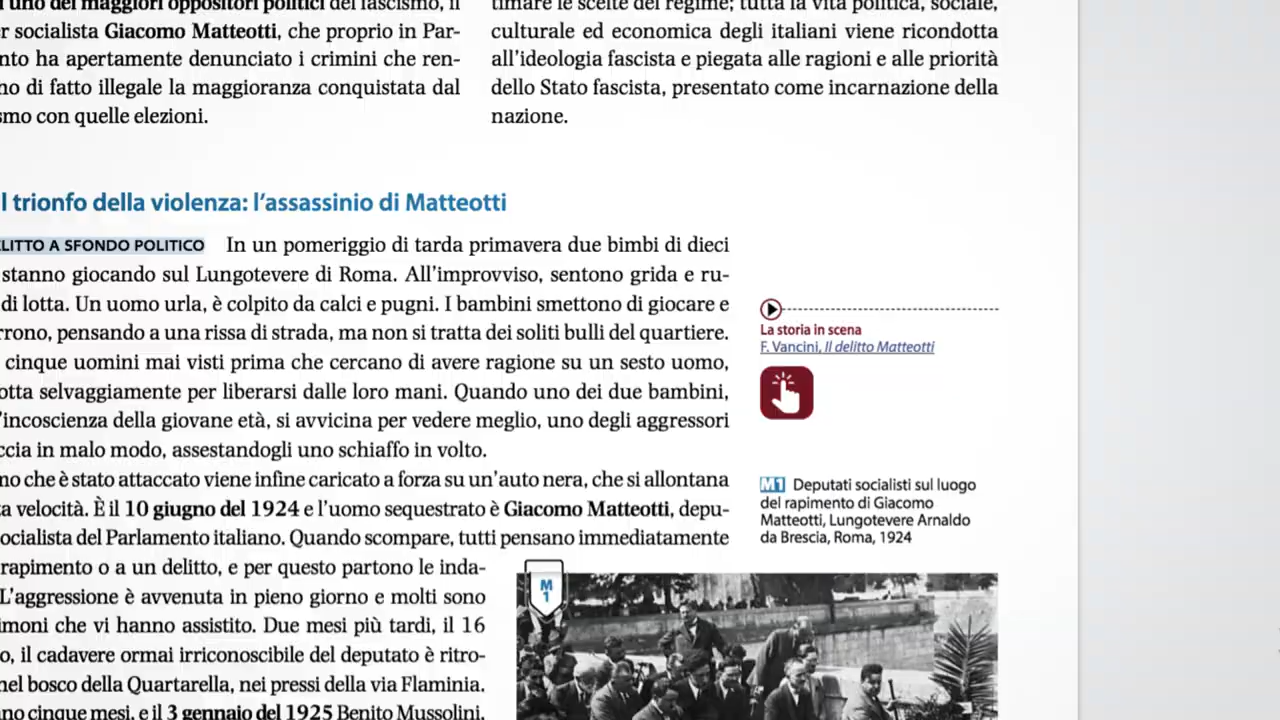 uno dei maggiori oppositori politici del fascismo, il
r socialista Giacomo Matteotti, che proprio in Par-
nto ha apertamente denunciato i crimini che ren-
no di fatto illegale la maggioranza conquistata dal
smo con quelle elezioni.
timare le scelte del regime; tutta la vita politica, sociale,
culturale ed economica degli italiani viene ricondotta
all'ideologia fascista e piegata alle ragioni e alle priorità
dello Stato fascista, presentato come incarnazione della
nazione.
l trionfo della violenza: l'assassinio di Matteotti
LITTO A SFONDO POLITICO In un pomeriggio di tarda primavera due bimbi di dieci
stanno giocando sul Lungotevere di Roma. All'improvviso, sentono grida e ru-
di lotta. Un uomo urla, è colpito da calci e pugni. I bambini smettono di giocare e
rrono, pensando a una rissa di strada, ma non si tratta dei soliti bulli del quartiere.
cinque uomini mai visti prima che cercano di avere ragione su un sesto uomo,
otta selvaggiamente per liberarsi dalle loro mani. Quando uno dei due bambini,
'incoscienza della giovane età, si avvicina per vedere meglio, uno degli aggressori
ccia in malo modo, assestandogli uno schiaffo in volto.
mo che è stato attaccato viene infine caricato a forza su un'auto nera, che si allontana
a velocità. È il 10 giugno del 1924 e l'uomo sequestrato è Giacomo Matteotti, depu-
ocialista del Parlamento italiano. Quando scompare, tutti pensano immediatamente
rapimento o a un delitto, e per questo partono le inda-
L'aggressione è avvenuta in pieno giorno e molti sono
imoni che vi hanno assistito. Due mesi più tardi, il 16
o, il cadavere ormai irriconoscibile del deputato è ritro-
nel bosco della Quartarella, nei pressi della via Flaminia.
no cinque mesi, e il 3 gennaio del 1925 Benito Mussolini,
La storia in scena
F. Vancini, Il delitto Matteotti
M1 Deputati socialisti sul luogo
del rapimento di Giacomo
Matteotti, Lungotevere Arnaldo
da Brescia, Roma, 1924
M
1